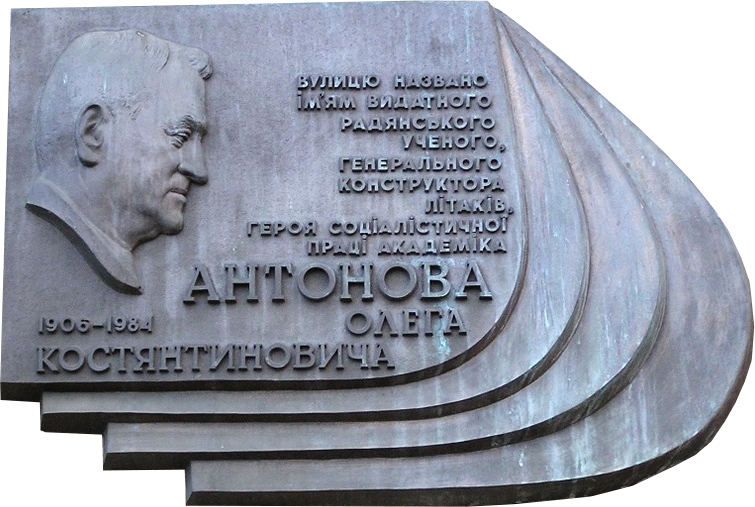 ВУЛИЦЮ НАЗВАНО
ІМ'ЯМ ВИДАТНОГО
РАДЯНСЬКОГО
УЧЕНОГО,
ГЕНЕРАЛЬНОГО
КОНСТРУКТОРА
ЛІТАКІВ,
ГЕРОЯ СОЦІАЛІСТИЧНОЇ
ПРАЦІ АКАДЕМІКА
АНТОНОВА
1906-1984 ОЛЕГА
КОСТЯНТИНОВИЧА